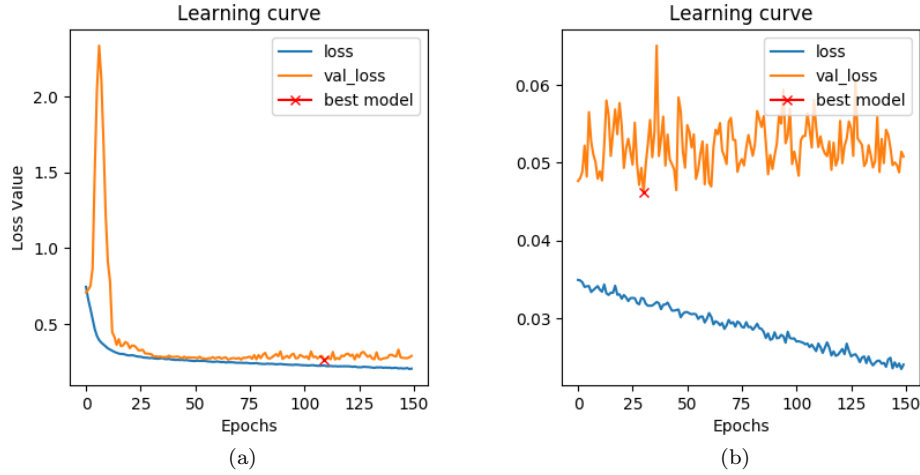 Learning curve
loss
val_loss
best model
2.0
1.5
1.0
0.5
Loss Value
0 25 50 75 100 125 150
Epochs
(a)
Learning curve
loss
val_loss
best model
0.06
0.05
0.04
0.03
0 25 50 75 100 125 150
Epochs
(b)